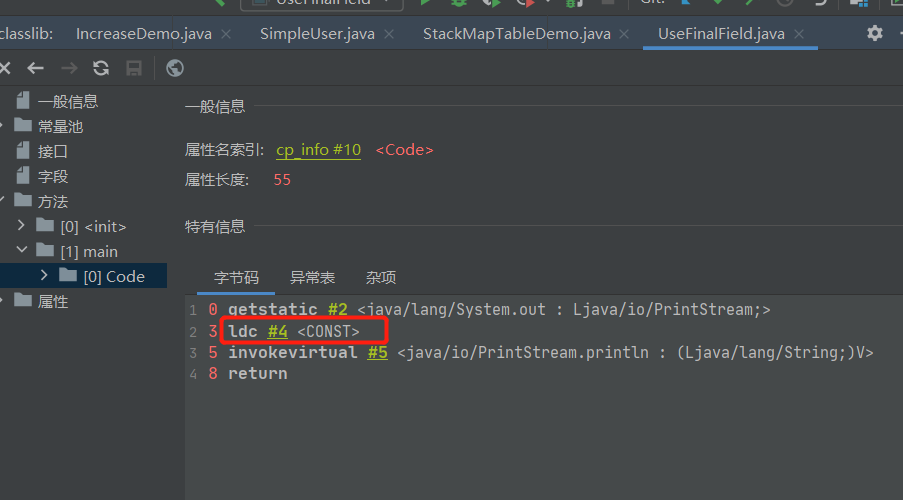 UseFinalField
Git:
classlib: IncreaseDemo.java SimpleUser.java StackMapTableDemo.java UseFinalField.java
一般信息
常量池
接口
字段
方法
[0] <init>
[1] main
[0] Code
属性
一般信息
属性名索引: cp_info #10 <Code>
属性长度: 55
特有信息
字节码 异常表 杂项
1 0 getstatic #2 <java/lang/System.out : Ljava/io/PrintStream;>
2 3 ldc #4 <CONST>
3 5 invokevirtual #5 <java/io/PrintStream.println : (Ljava/lang/String;)V>
4 8 return